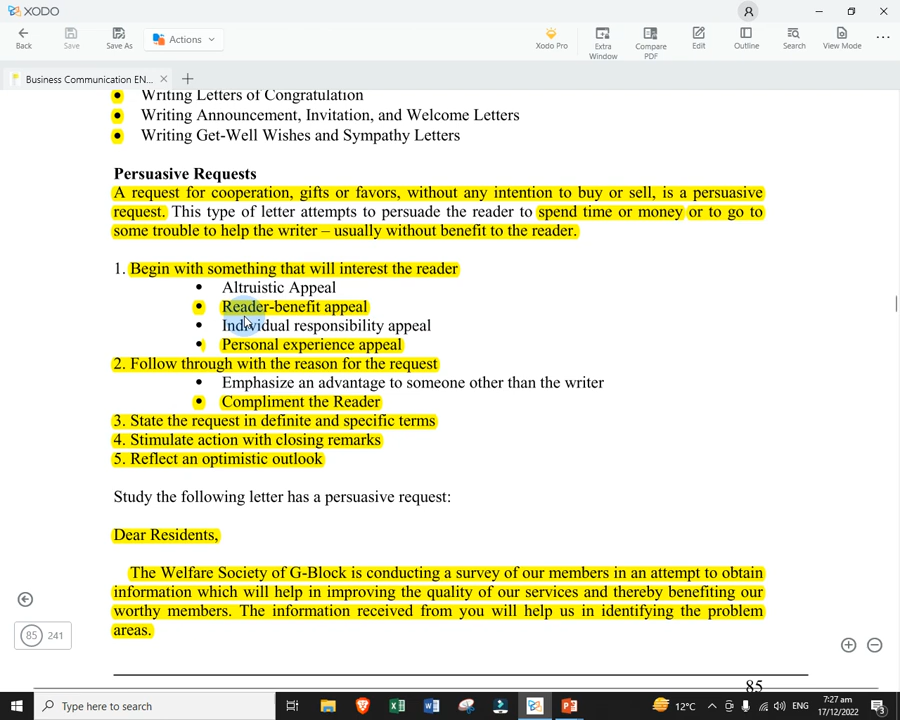 XODO
Back
Save
Save As
Actions
Xodo Pro
Extra Window
Compare PDF
Edit
Outline
Search
View Mode
Business Communication EN...
• Writing Letters of Congratulation
• Writing Announcement, Invitation, and Welcome Letters
• Writing Get-Well Wishes and Sympathy Letters
Persuasive Requests
A request for cooperation, gifts or favors, without any intention to buy or sell, is a persuasive
request. This type of letter attempts to persuade the reader to spend time or money or to go to
some trouble to help the writer – usually without benefit to the reader.
1. Begin with something that will interest the reader
• Altruistic Appeal
• Reader-benefit appeal
• Individual responsibility appeal
• Personal experience appeal
2. Follow through with the reason for the request
• Emphasize an advantage to someone other than the writer
• Compliment the Reader
3. State the request in definite and specific terms
4. Stimulate action with closing remarks
5. Reflect an optimistic outlook
Study the following letter has a persuasive request:
Dear Residents,
The Welfare Society of G-Block is conducting a survey of our members in an attempt to obtain
information which will help in improving the quality of our services and thereby benefiting our
worthy members. The information received from you will help us in identifying the problem
areas.
85 241
85
Type here to search
12°C
ENG
7:27 am
17/12/2022
3